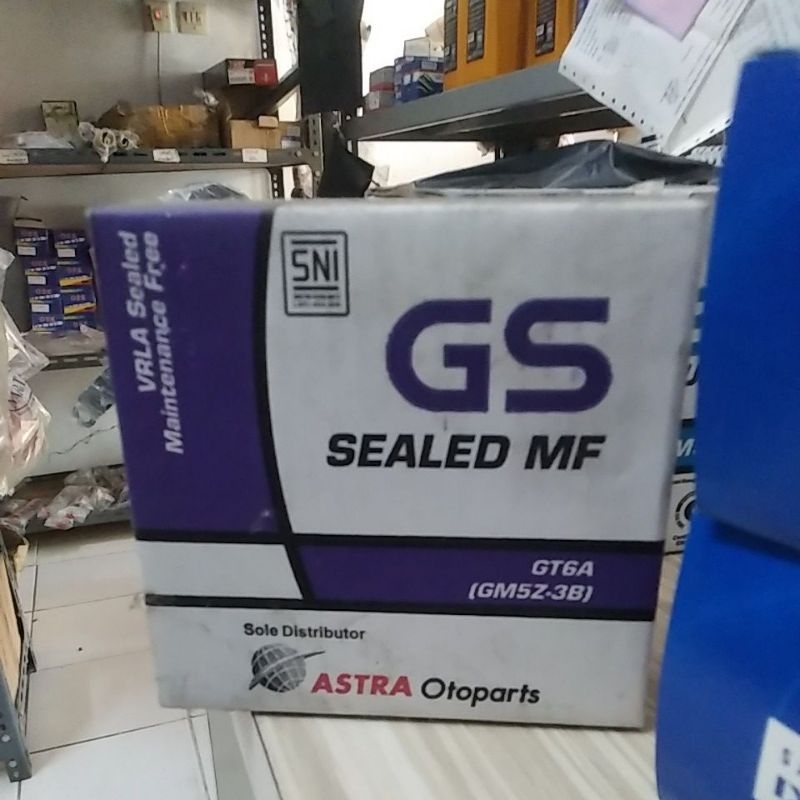 VRLA Sealed
Maintenance Free
SNI
GS
SEALED MF
GT6A
(GM5Z-3B)
Sole Distributor
ASTRA Otoparts